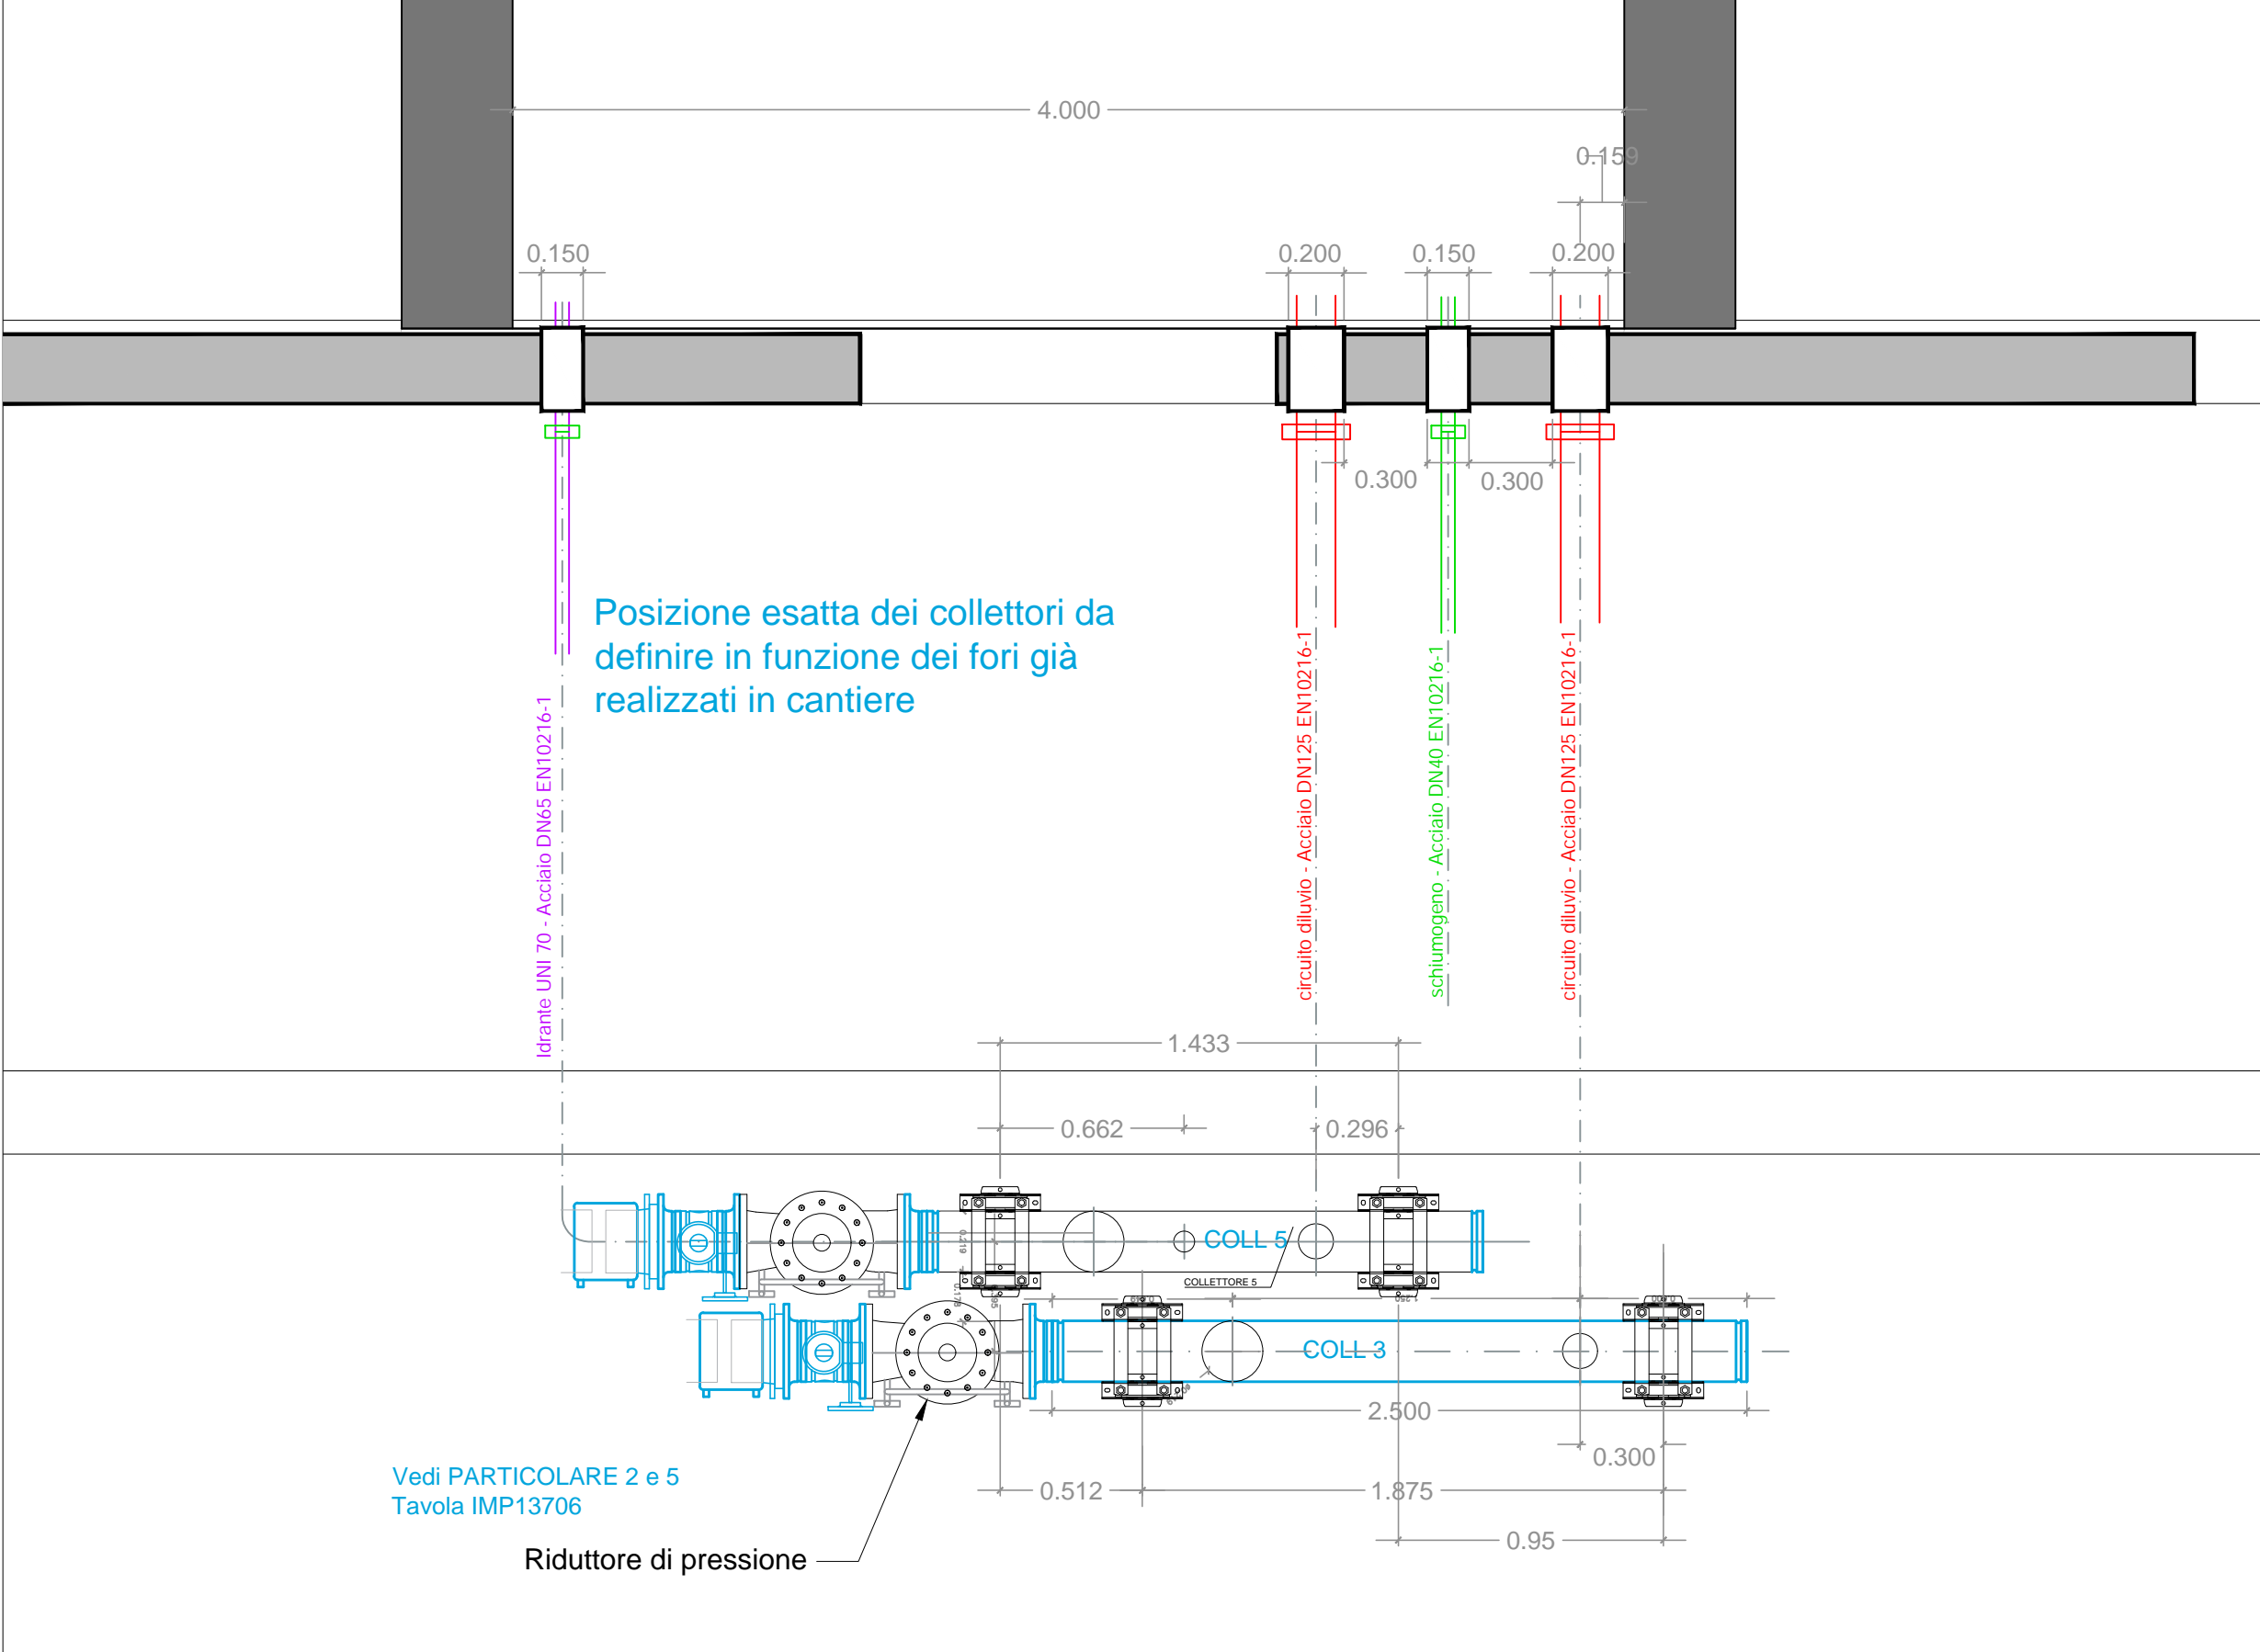 4.000
0.159
0.150
0.200
0.150
0.200
0.300
0.300
Posizione esatta dei collettori da
definire in funzione dei fori già
realizzati in cantiere
Idrante UNI 70 - Acciaio DN65 EN10216-1
circuito diluvio - Acciaio DN125 EN10216-1
schiumogeno - Acciaio DN40 EN10216-1
circuito diluvio - Acciaio DN125 EN10216-1
1.433
0.662
0.296
0.219
COLL 5
COLLETTORE 5
0.178
COLL 3
2.500
0.300
0.512
1.875
0.95
Vedi PARTICOLARE 2 e 5
Tavola IMP13706
Riduttore di pressione